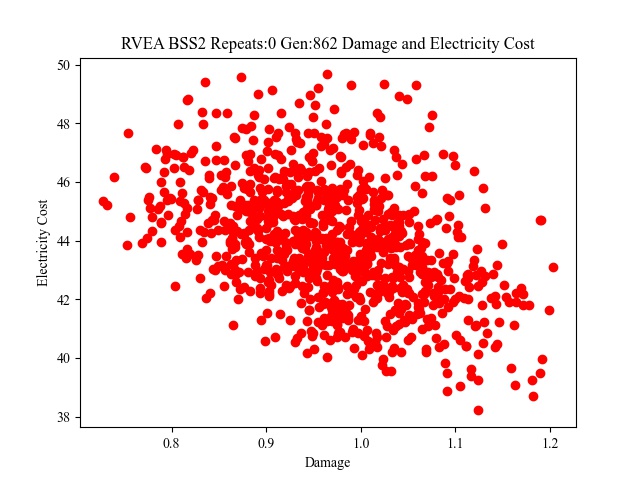 RVEA BSS2 Repeats:0 Gen:862 Damage and Electricity Cost
50
48
46
44
42
40
38
Electricity Cost
0.8 0.9 1.0 1.1 1.2
Damage